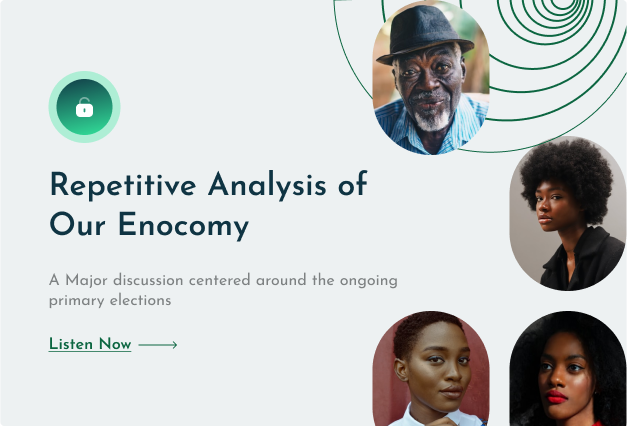 Repetitive Analysis of
Our Enocomy
A Major discussion centered around the ongoing
primary elections
Listen Now